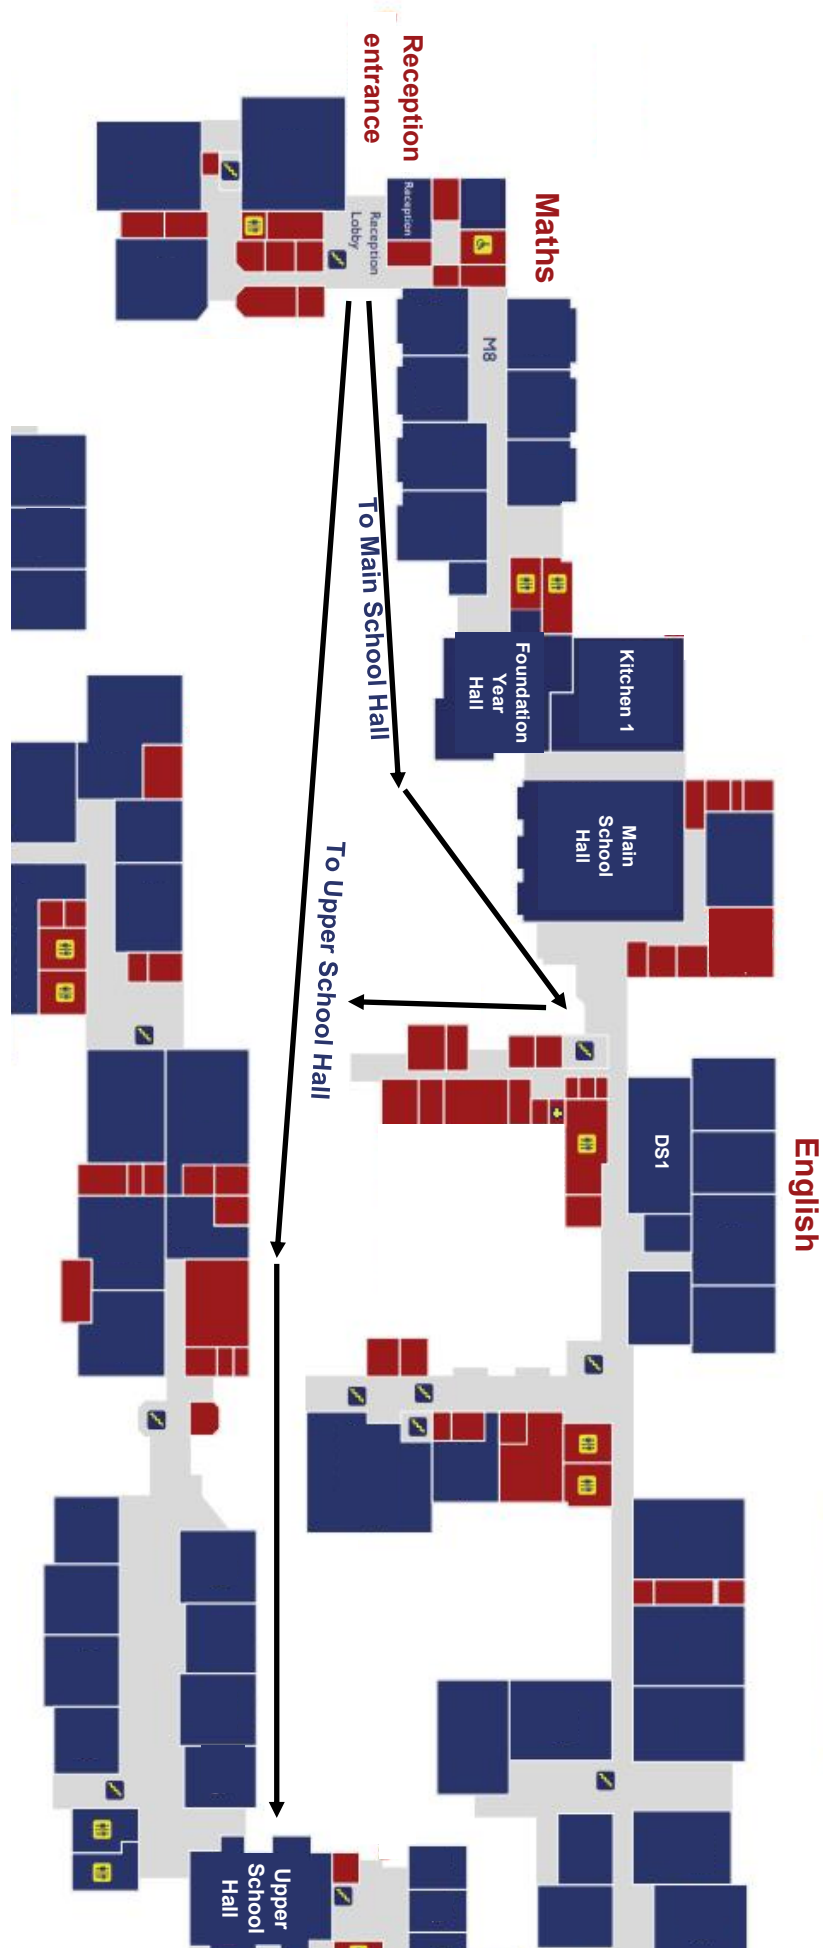 Reception
entrance
Reception
Reception
Lobby
Maths
M8
To Main School Hall
Foundation
Year
Hall
Kitchen 1
Main
School
Hall
To Upper School Hall
DS1
English
Upper
School
Hall